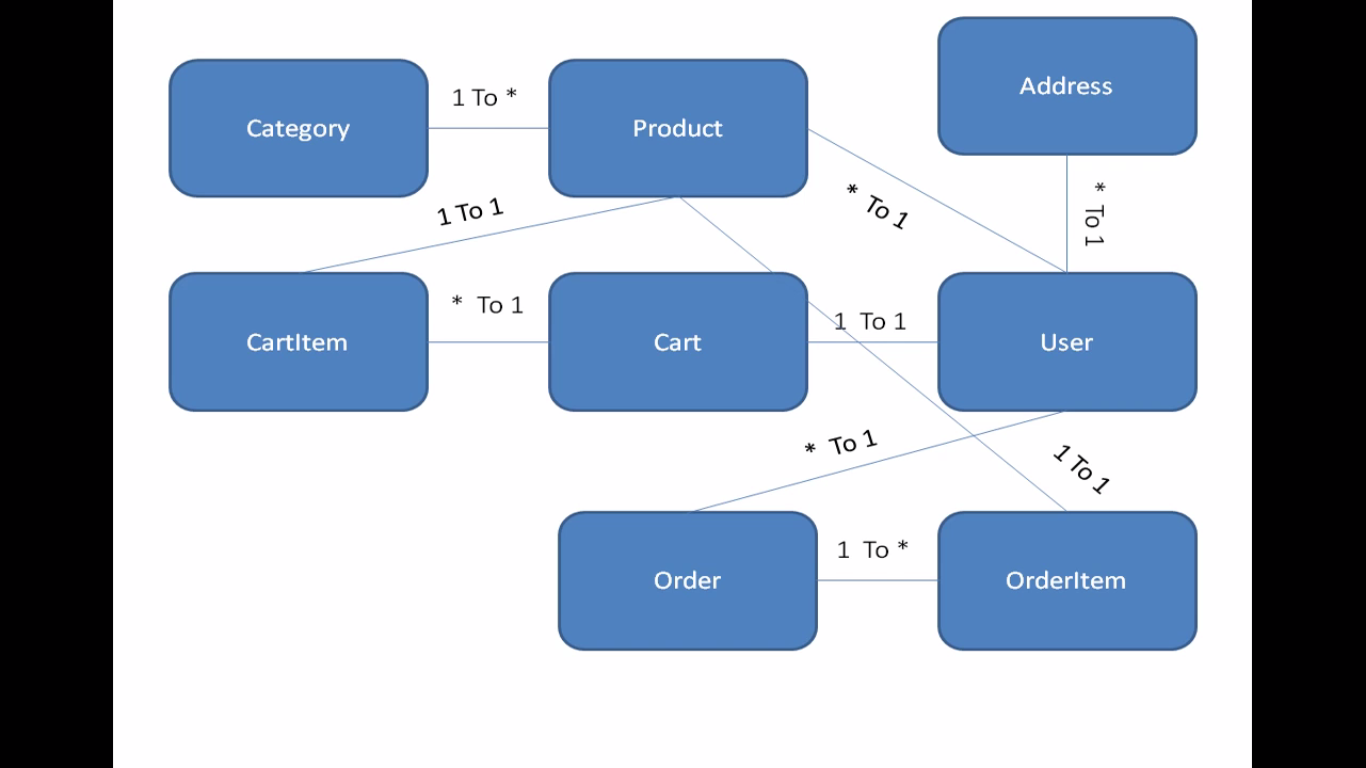 Address
Category
1 To *
Product
* To 1
* To 1
1 To 1
CartItem
* To 1
Cart
1 To 1
User
* To 1
1 To 1
Order
1 To *
OrderItem